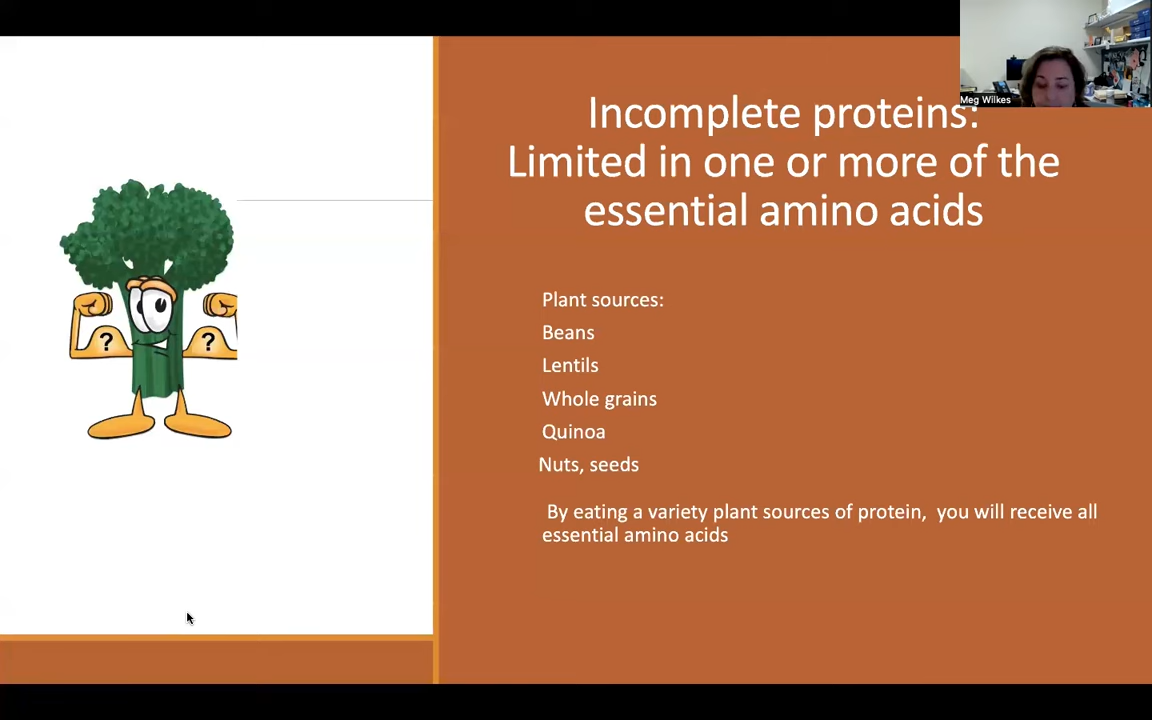 Meg Wilkes
Incomplete proteins:
Limited in one or more of the
essential amino acids
? ?
Plant sources:
Beans
Lentils
Whole grains
Quinoa
Nuts, seeds
By eating a variety plant sources of protein, you will receive all
essential amino acids